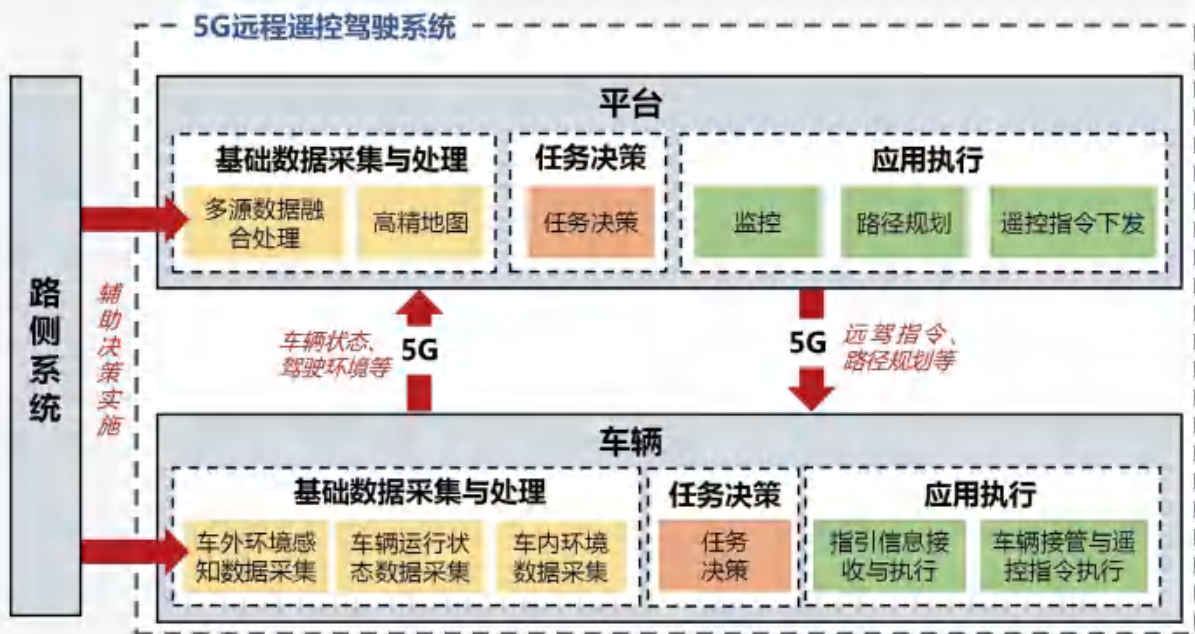 5G远程遥控驾驶系统
平台
基础数据采集与处理
任务决策
应用执行
多源数据融
合处理
高精地图
任务决策
监控
路径规划
遥控指令下发
路侧系统
辅助决策实施
车辆状态、
驾驶环境等
5G
5G
远驾指令、
路径规划等
车辆
基础数据采集与处理
任务决策
应用执行
车外环境感
知数据采集
车辆运行状
态数据采集
车内环境
数据采集
任务
决策
指引信息接
收与执行
车辆接管与遥
控指令执行